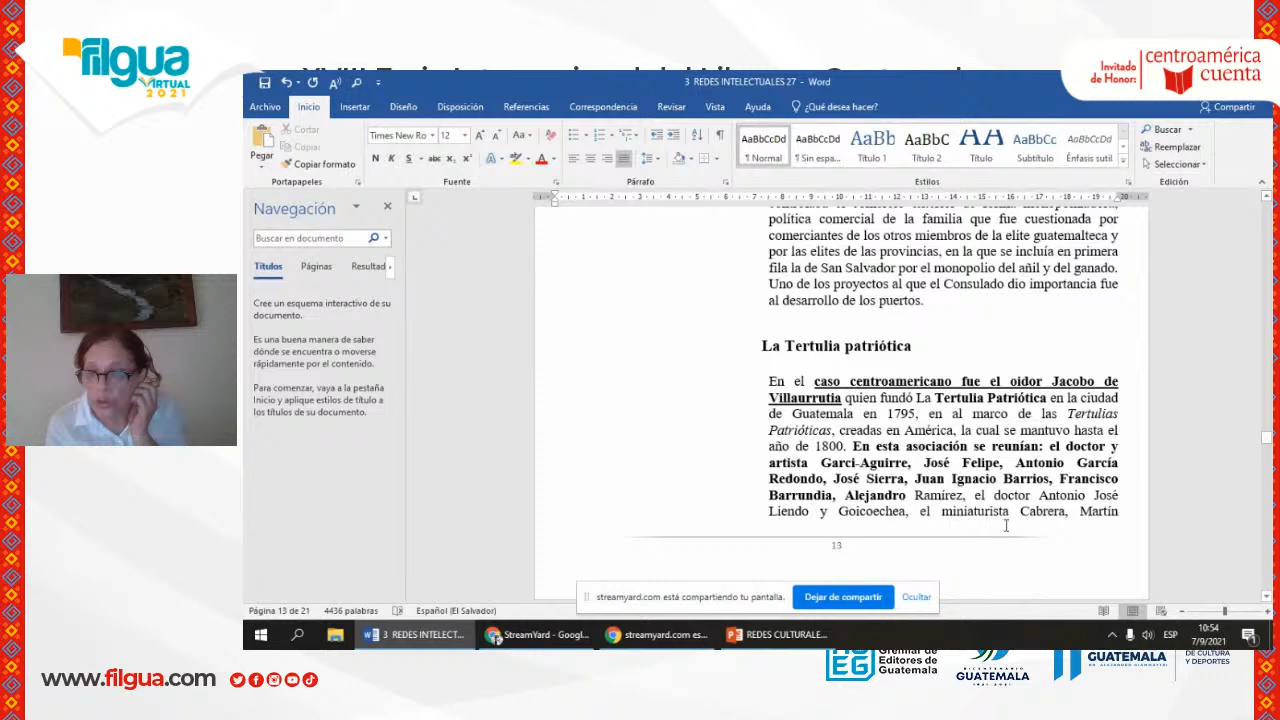 filgua
VIRTUAL
2021
Invitado
de Honor:
centroamérica
cuenta
3 REDES INTELECTUALES 27 - Word
Archivo
Inicio
Insertar
Diseño
Disposición
Referencias
Correspondencia
Revisar
Vista
Ayuda
¿Qué desea hacer?
Compartir
Pegar
Cortar
Copiar
Copiar formato
Portapapeles
Times New Ro
12
Fuente
Párrafo
AaBbCcDd
¶ Normal
AaBbCcDd
¶ Sin espa...
AaBb
Título 1
AaBbCc
Título 2
AA
Título
AaBbCc
Subtítulo
AaBbCcDd
Énfasis sutil
Estilos
Buscar
Reemplazar
Seleccionar
Edición
Navegación
Buscar en documento
Títulos
Páginas
Resultad
Cree un esquema interactivo de su
documento.
Es una buena manera de saber
dónde se encuentra o moverse
rápidamente por el contenido.
Para comenzar, vaya a la pestaña
Inicio y aplique estilos de título a
los títulos de su documento.
política comercial de la familia que fue cuestionada por
comerciantes de los otros miembros de la elite guatemalteca y
por las elites de las provincias, en la que se incluía en primera
fila la de San Salvador por el monopolio del añil y del ganado.
Uno de los proyectos al que el Consulado dio importancia fue
al desarrollo de los puertos.
La Tertulia patriótica
En el caso centroamericano fue el oidor Jacobo de
Villaurrutia quien fundó La Tertulia Patriótica en la ciudad
de Guatemala en 1795, en al marco de las Tertulias
Patrióticas, creadas en América, la cual se mantuvo hasta el
año de 1800. En esta asociación se reunían: el doctor y
artista Garci-Aguirre, José Felipe, Antonio García
Redondo, José Sierra, Juan Ignacio Barrios, Francisco
Barrundia, Alejandro Ramírez, el doctor Antonio José
Liendo y Goicoechea, el miniaturista Cabrera, Martín
13
streamyard.com está compartiendo tu pantalla.
Dejar de compartir
Ocultar
Página 13 de 21
4436 palabras
Español (El Salvador)
3 REDES INTELECT...
StreamYard - Googl...
streamyard.com es...
REDES CULTURALE...
ESP
10:54
7/9/2021
www.filgua.com
Gremial de
Editores de
Guatemala
BICENTENARIO
GUATEMALA
GUATEMALA
DE CULTURA
Y DEPORTES